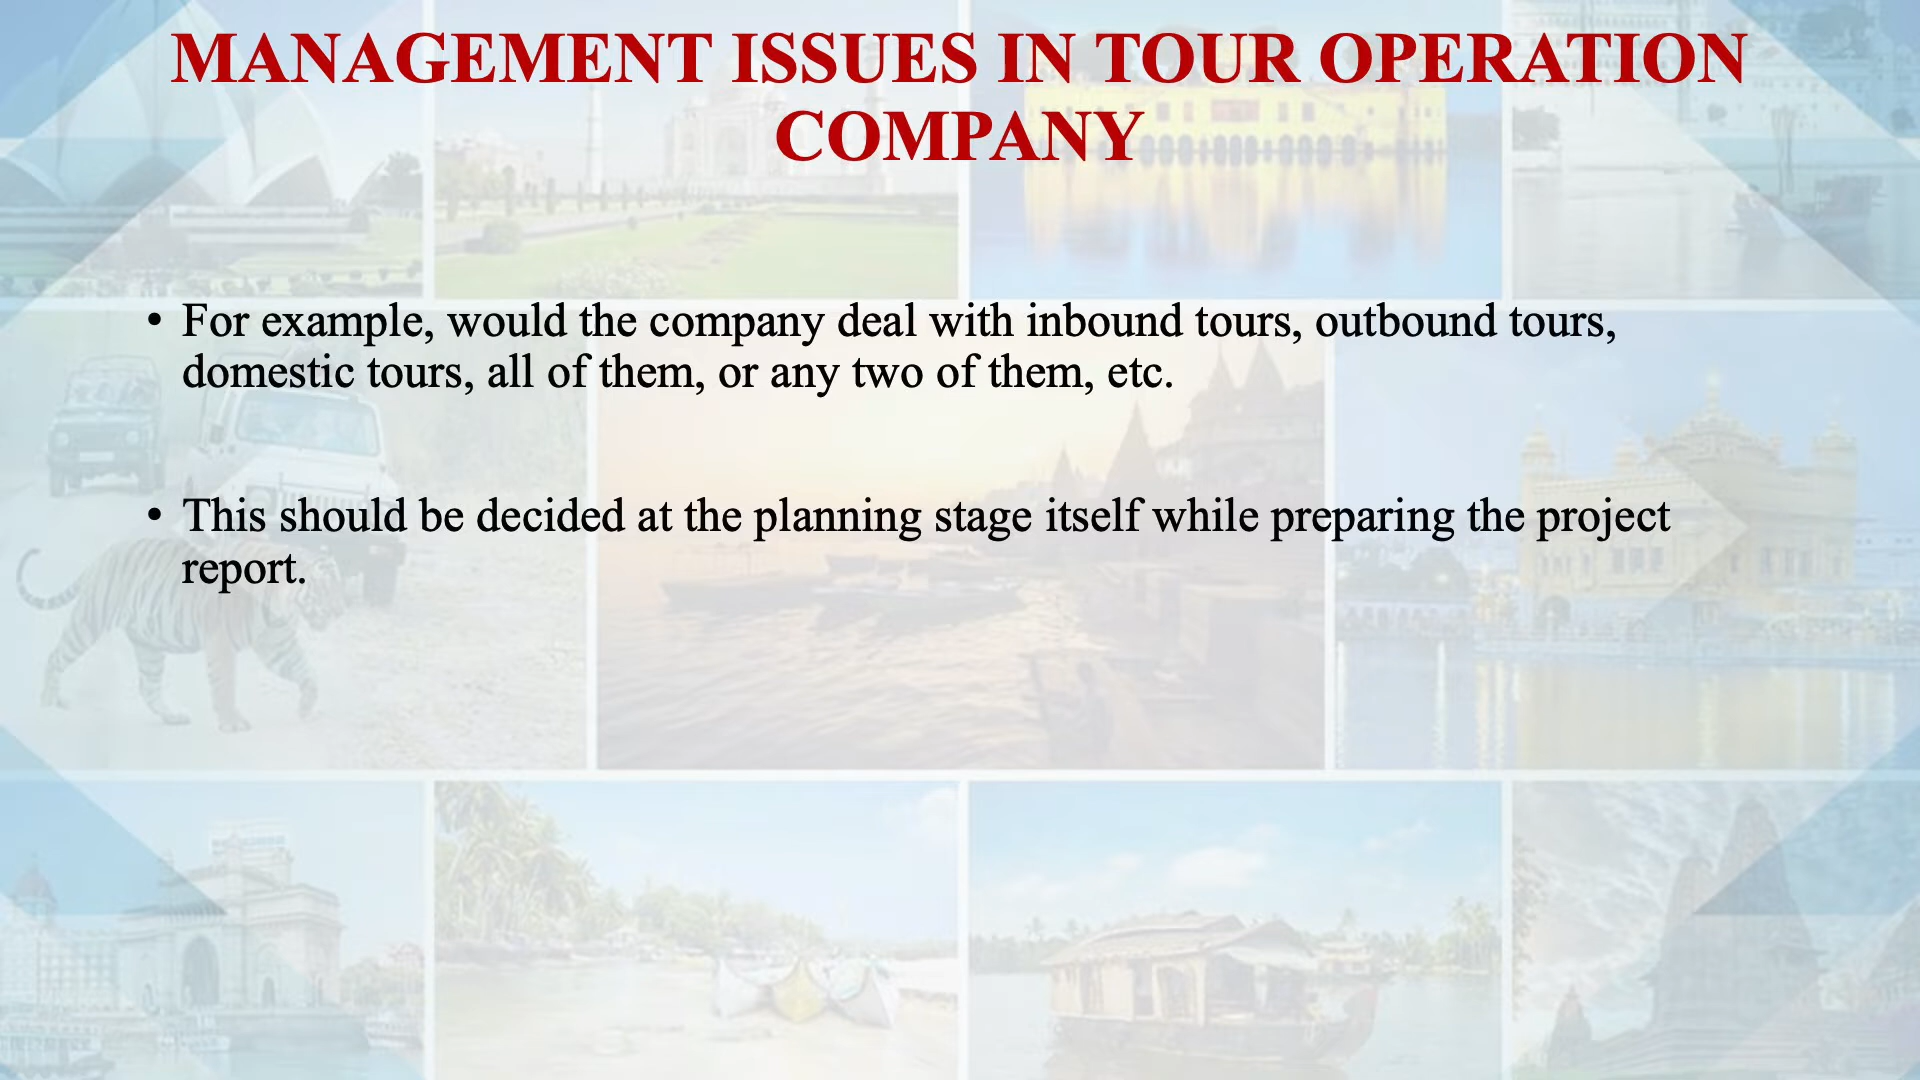 MANAGEMENT ISSUES IN TOUR OPERATION
COMPANY
• For example, would the company deal with inbound tours, outbound tours,
domestic tours, all of them, or any two of them, etc.
• This should be decided at the planning stage itself while preparing the project
report.